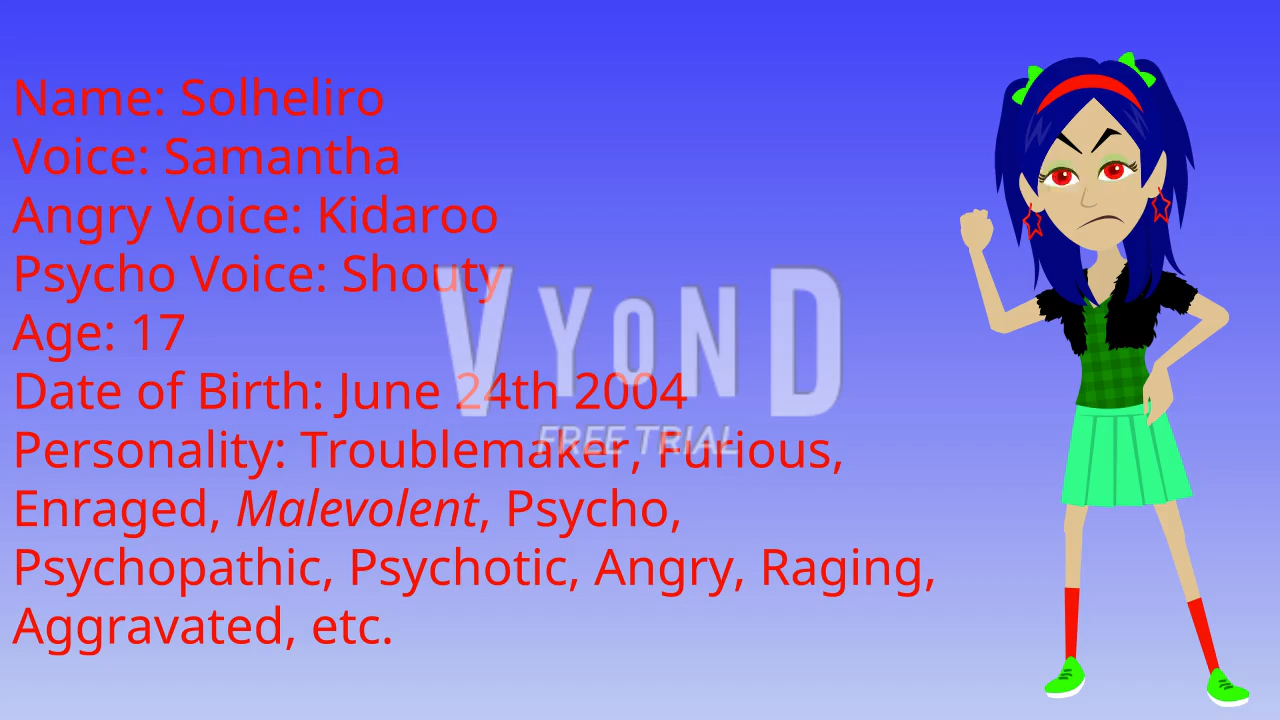 Name: Solheliro
Voice: Samantha
Angry Voice: Kidaroo
Psycho Voice: Shouty
Age: 17
Date of Birth: June 24th 2004
Personality: Troublemaker, Furious,
Enraged, Malevolent, Psycho,
Psychopathic, Psychotic, Angry, Raging,
Aggravated, etc.
VYOND
FREE TRIAL